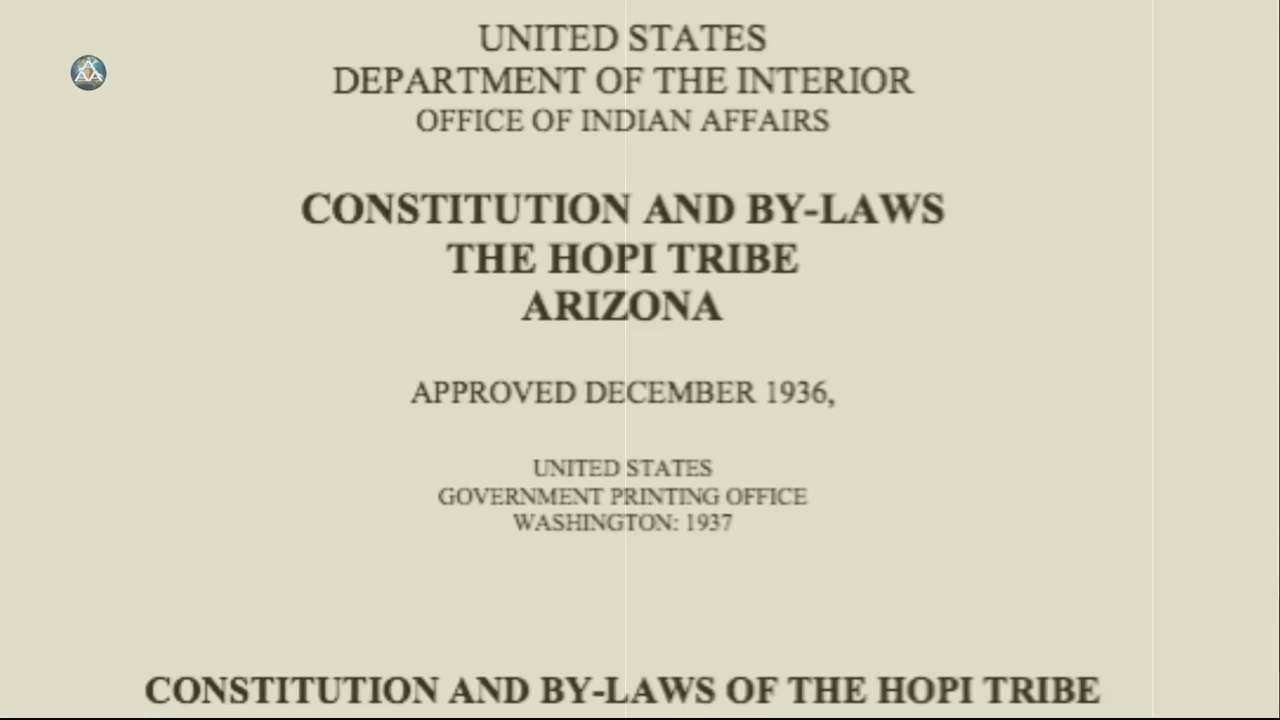 UNITED STATES
DEPARTMENT OF THE INTERIOR
OFFICE OF INDIAN AFFAIRS
CONSTITUTION AND BY-LAWS
THE HOPI TRIBE
ARIZONA
APPROVED DECEMBER 1936,
UNITED STATES
GOVERNMENT PRINTING OFFICE
WASHINGTON: 1937
CONSTITUTION AND BY-LAWS OF THE HOPI TRIBE